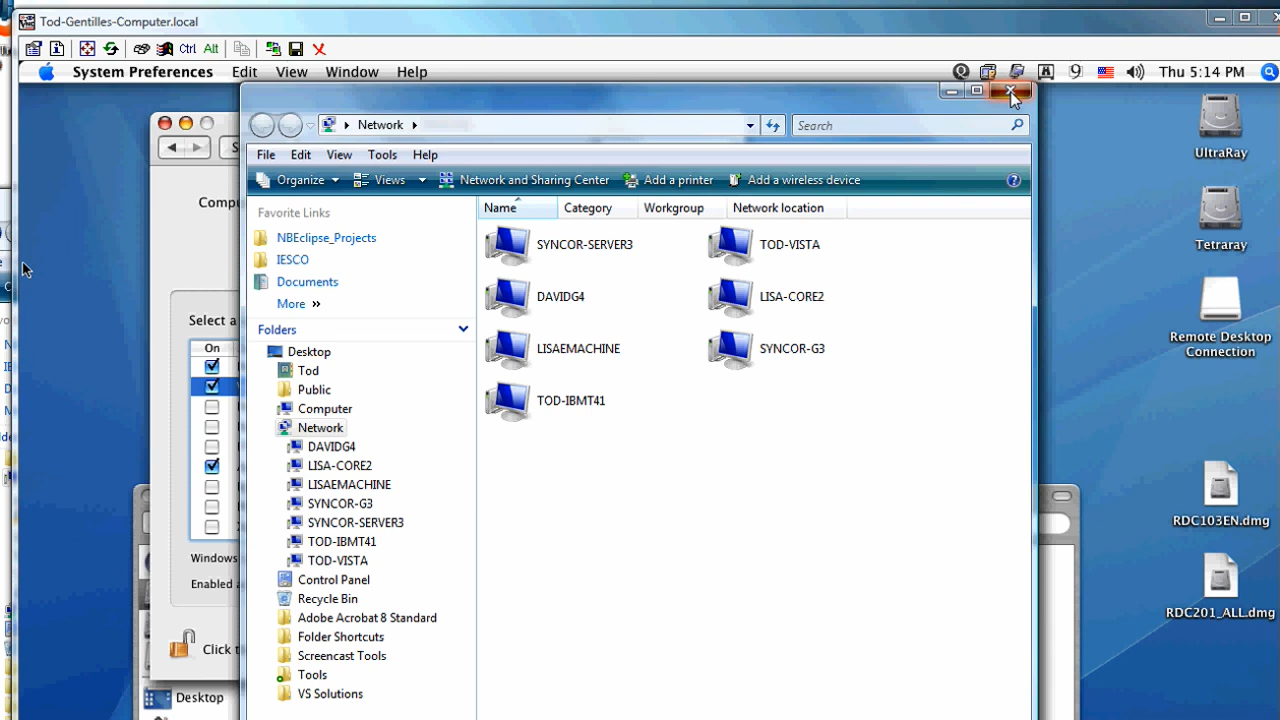 Tod-Gentilles-Computer.local
Ctrl Alt
System Preferences Edit View Window Help
Thu 5:14 PM
Network
Search
File Edit View Tools Help
Organize Views Network and Sharing Center Add a printer Add a wireless device
Favorite Links
NBEclipse_Projects
IESCO
Documents
More »
Folders
Desktop
Tod
Public
Computer
Network
DAVIDG4
LISA-CORE2
LISAEMACHINE
SYNCOR-G3
SYNCOR-SERVER3
TOD-IBMT41
TOD-VISTA
Control Panel
Recycle Bin
Adobe Acrobat 8 Standard
Folder Shortcuts
Screencast Tools
Tools
VS Solutions
Name Category Workgroup Network location
SYNCOR-SERVER3 TOD-VISTA
DAVIDG4 LISA-CORE2
LISAEMACHINE SYNCOR-G3
TOD-IBMT41
Select a
On
Windows
Enabled
Click
Desktop
UltraRay
Tetraray
Remote Desktop
Connection
RDC103EN.dmg
RDC201_ALL.dmg